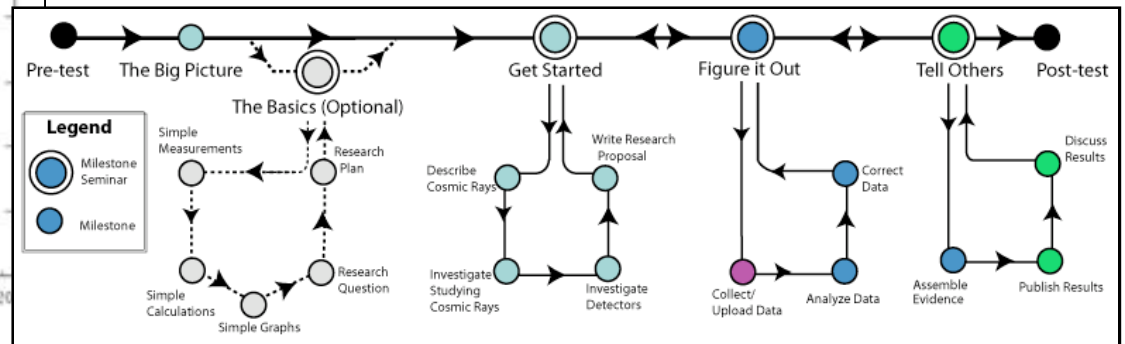 Pre-test
The Big Picture
Get Started
Figure it Out
Tell Others
Post-test
The Basics (Optional)
Legend
Milestone
Seminar
Milestone
Simple
Measurements
Research
Plan
Simple
Calculations
Simple Graphs
Research
Question
Describe
Cosmic Rays
Write Research
Proposal
Investigate
Studying
Cosmic Rays
Investigate
Detectors
Correct
Data
Collect/
Upload Data
Analyze Data
Discuss
Results
Assemble
Evidence
Publish Results